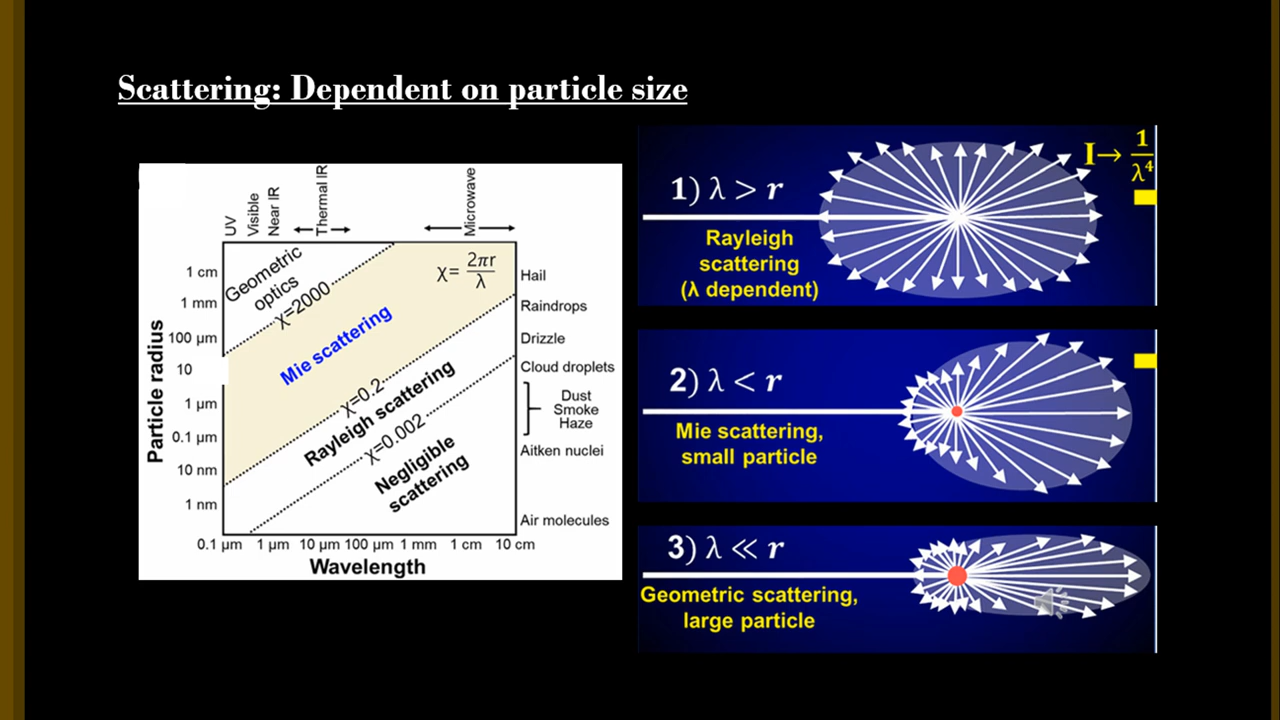 Scattering: Dependent on particle size
UV
Visible
Near IR
Thermal IR
Microwave
Particle radius
1 cm
1 mm
100 µm
10
1 µm
0.1 µm
10 nm
1 nm
Geometric
optics
χ=2000
χ= 2πr/λ
Mie scattering
χ=0.2
Rayleigh scattering
χ=0.002
Negligible
scattering
Hail
Raindrops
Drizzle
Cloud droplets
Dust
Smoke
Haze
Aitken nuclei
Air molecules
0.1 µm 1 µm 10 µm 100 µm 1 mm 1 cm 10 cm
Wavelength
1) λ > r
I→ 1/λ⁴
Rayleigh
scattering
(λ dependent)
2) λ < r
Mie scattering,
small particle
3) λ ≪ r
Geometric scattering,
large particle